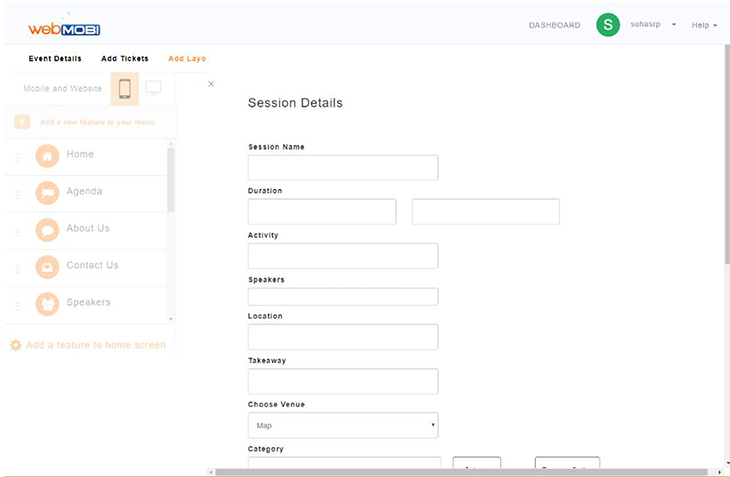 webMOBi
DASHBOARD S suhasrp Help
Event Details Add Tickets Add Layo
Mobile and Website
Add a new feature to your menu
Home
Agenda
About Us
Contact Us
Speakers
Add a feature to home screen
Session Details
Session Name
Duration
Activity
Speakers
Location
Takeaway
Choose Venue
Map
Category